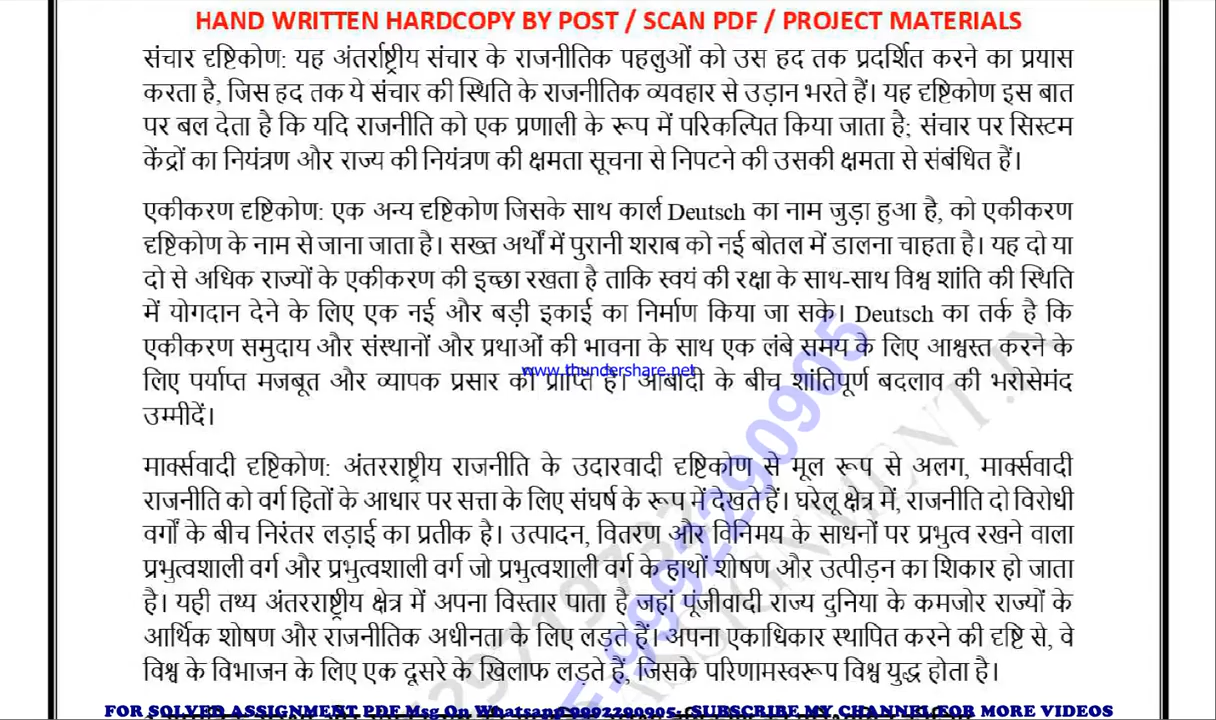 HAND WRITTEN HARDCOPY BY POST / SCAN PDF / PROJECT MATERIALS
संचार दृष्टिकोण: यह अंतर्राष्ट्रीय संचार के राजनीतिक पहलुओं को उस हद तक प्रदर्शित करने का प्रयास
करता है, जिस हद तक ये संचार की स्थिति के राजनीतिक व्यवहार से उड़ान भरते हैं। यह दृष्टिकोण इस बात
पर बल देता है कि यदि राजनीति को एक प्रणाली के रूप में परिकल्पित किया जाता है; संचार पर सिस्टम
केंद्रों का नियंत्रण और राज्य की नियंत्रण की क्षमता सूचना से निपटने की उसकी क्षमता से संबंधित हैं।
एकीकरण दृष्टिकोण: एक अन्य दृष्टिकोण जिसके साथ कार्ल Deutsch का नाम जुड़ा हुआ है, को एकीकरण
दृष्टिकोण के नाम से जाना जाता है। सख्त अर्थों में पुरानी शराब को नई बोतल में डालना चाहता है। यह दो या
दो से अधिक राज्यों के एकीकरण की इच्छा रखता है ताकि स्वयं की रक्षा के साथ-साथ विश्व शांति की स्थिति
में योगदान देने के लिए एक नई और बड़ी इकाई का निर्माण किया जा सके। Deutsch का तर्क है कि
एकीकरण समुदाय और संस्थानों और प्रथाओं की भावना के साथ एक लंबे समय के लिए आश्वस्त करने के
लिए पर्याप्त मजबूत और व्यापक प्रसार की प्राप्ति है। आबादी के बीच शांतिपूर्ण बदलाव की भरोसेमंद
www.thundershare.net
उम्मीदें।
मार्क्सवादी दृष्टिकोण: अंतरराष्ट्रीय राजनीति के उदारवादी दृष्टिकोण से मूल रूप से अलग, मार्क्सवादी
राजनीति को वर्ग हितों के आधार पर सत्ता के लिए संघर्ष के रूप में देखते हैं। घरेलू क्षेत्र में, राजनीति दो विरोधी
वर्गों के बीच निरंतर लड़ाई का प्रतीक है। उत्पादन, वितरण और विनिमय के साधनों पर प्रभुत्व रखने वाला
प्रभुत्वशाली वर्ग और प्रभुत्वशाली वर्ग जो प्रभुत्वशाली वर्ग के हाथों शोषण और उत्पीड़न का शिकार हो जाता
है। यही तथ्य अंतरराष्ट्रीय क्षेत्र में अपना विस्तार पाता है जहां पूंजीवादी राज्य दुनिया के कमजोर राज्यों के
आर्थिक शोषण और राजनीतिक अधीनता के लिए लड़ते हैं। अपना एकाधिकार स्थापित करने की दृष्टि से, वे
विश्व के विभाजन के लिए एक दूसरे के खिलाफ लड़ते हैं, जिसके परिणामस्वरूप विश्व युद्ध होता है।
FOR SOLVED ASSIGNMENT PDF Msg On Whatsapp 9992290905- SUBSCRIBE MY CHANNEL FOR MORE VIDEOS